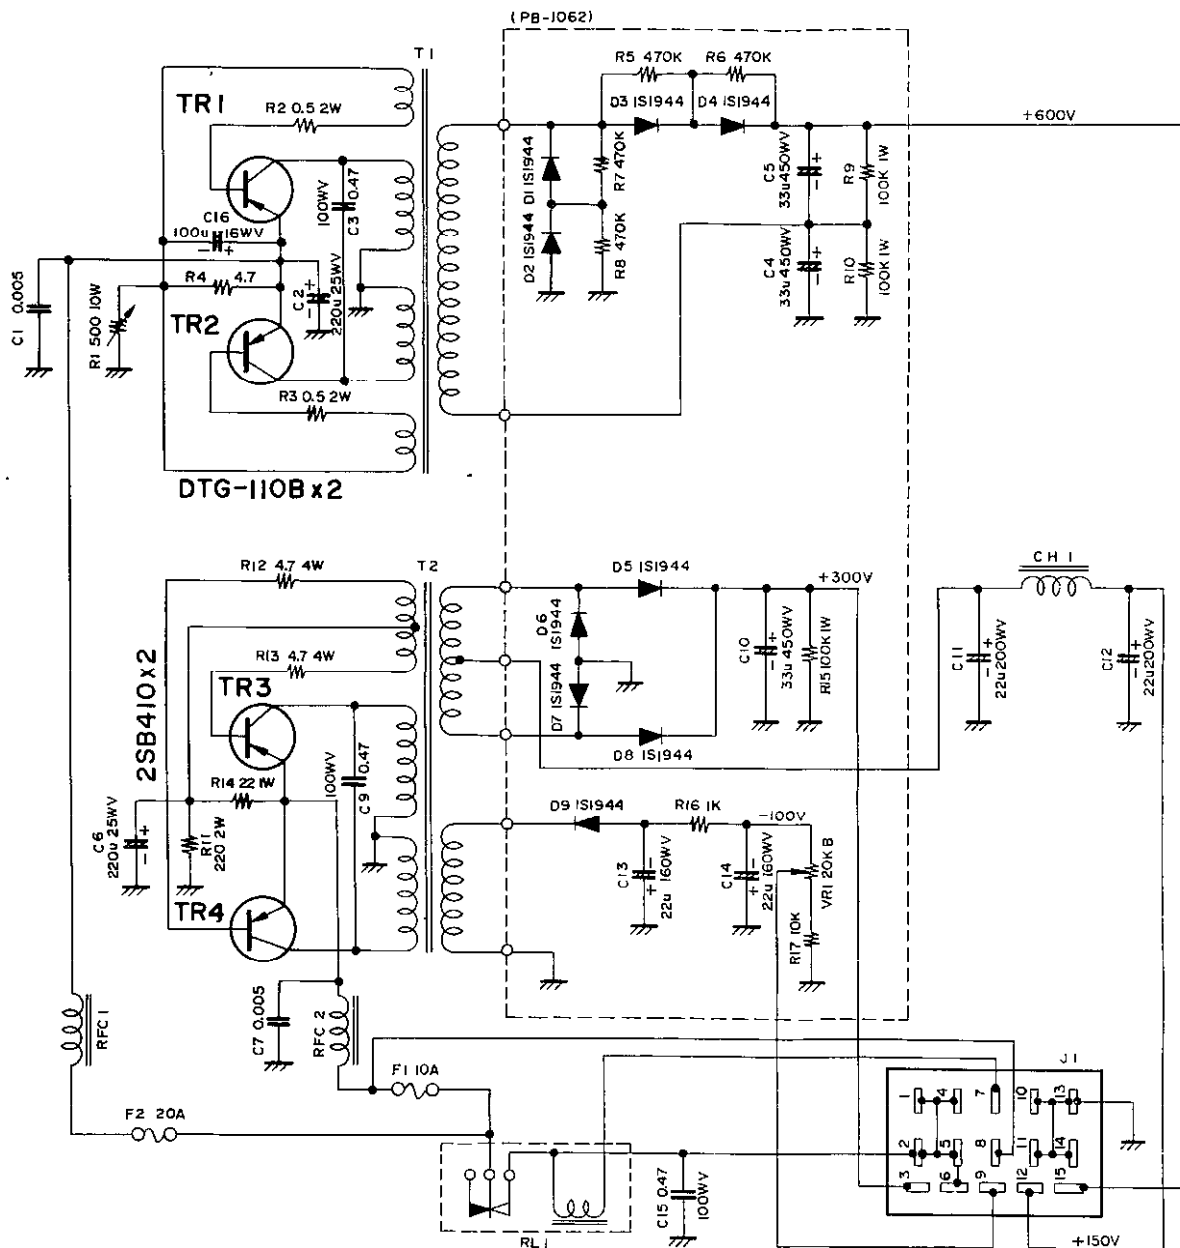 (PB-1062)
T1
R5 470K
R6 470K
TR1
R2 0.5 2W
D3 1S1944
D4 1S1944
+600V
D1 1S1944
R7 470K
C5
33u 450WV
+
-
R9
100K 1W
100WV
C3 0.47
C16
100u 16WV
-
+
D2 1S1944
R8 470K
C4
33u 450WV
+
-
R10
100K 1W
R4 4.7
C2
220u 25WV
+
-
C1 0.005
R1 500 10W
TR2
R3 0.5 2W
DTG-110B x2
R12 4.7 4W
T2
D5 1S1944
+300V
CH 1
D6
1S1944
R13 4.7 4W
C10
33u 450WV
+
-
R15 100K 1W
C11
22u 200WV
+
-
C12
22u 200WV
+
-
TR3
2SB410 x2
D7 1S1944
D8 1S1944
R14 22 1W
100WV
C9 0.47
D9 1S1944
R16 1K
-100V
C6
220u 25WV
+
-
R11
220 2W
C13
22u 160WV
-
+
C14
22u 160WV
-
+
VR1 20K B
TR4
R17 10K
RFC 1
C7 0.005
RFC 2
F1 10A
J1
1
4
7
10
13
F2 20A
2
5
8
11
14
3
6
9
12
15
C15 0.47
100WV
RL1
+150V